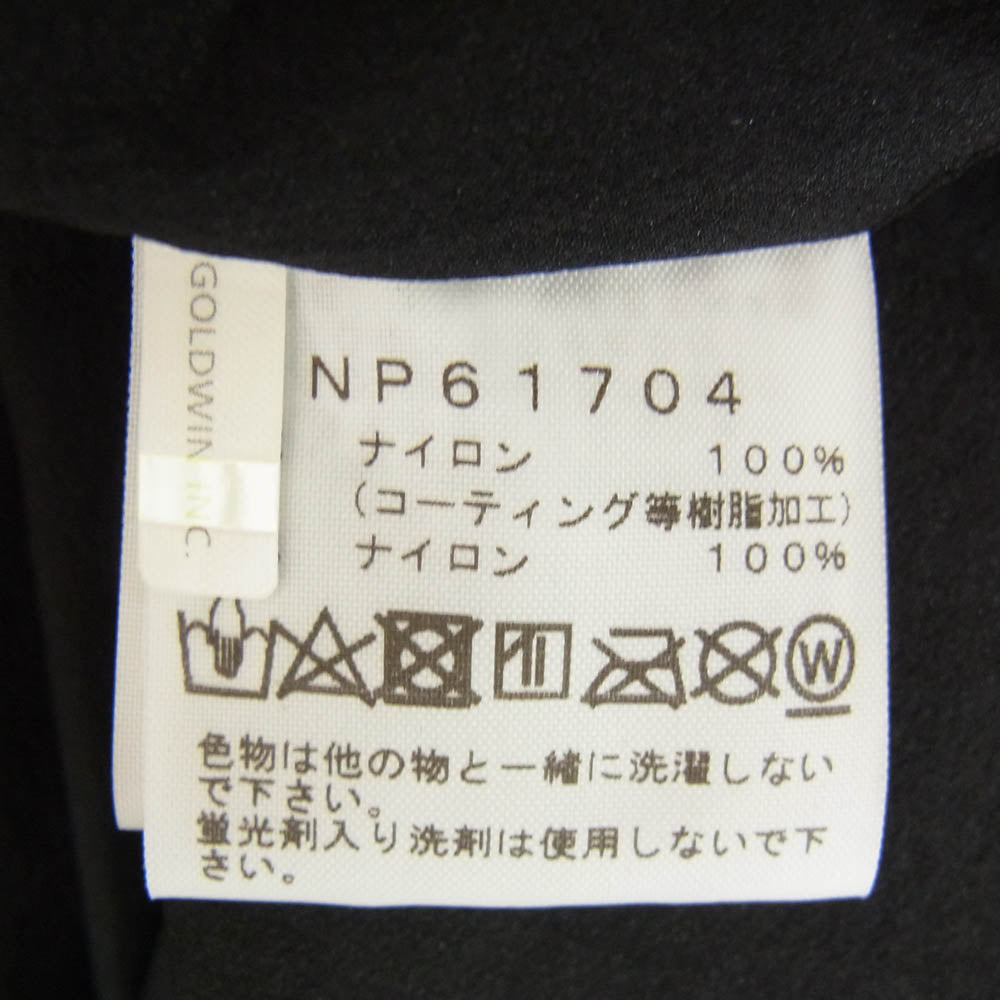 GOLDWIN INC.
NP61704
ナイロン 100%
(コーティング等樹脂加工)
ナイロン 100%
W
色物は他の物と一緒に洗濯しない
で下さい。
蛍光剤入り洗剤は使用しないで下
さい。